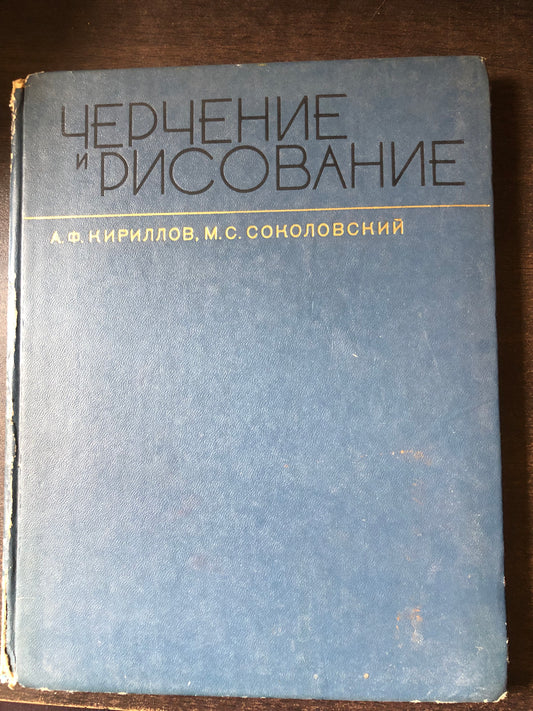 ЧЕРЧЕНИЕ
И РИСОВАНИЕ
А.Ф. КИРИЛЛОВ, М.С. СОКОЛОВСКИЙ